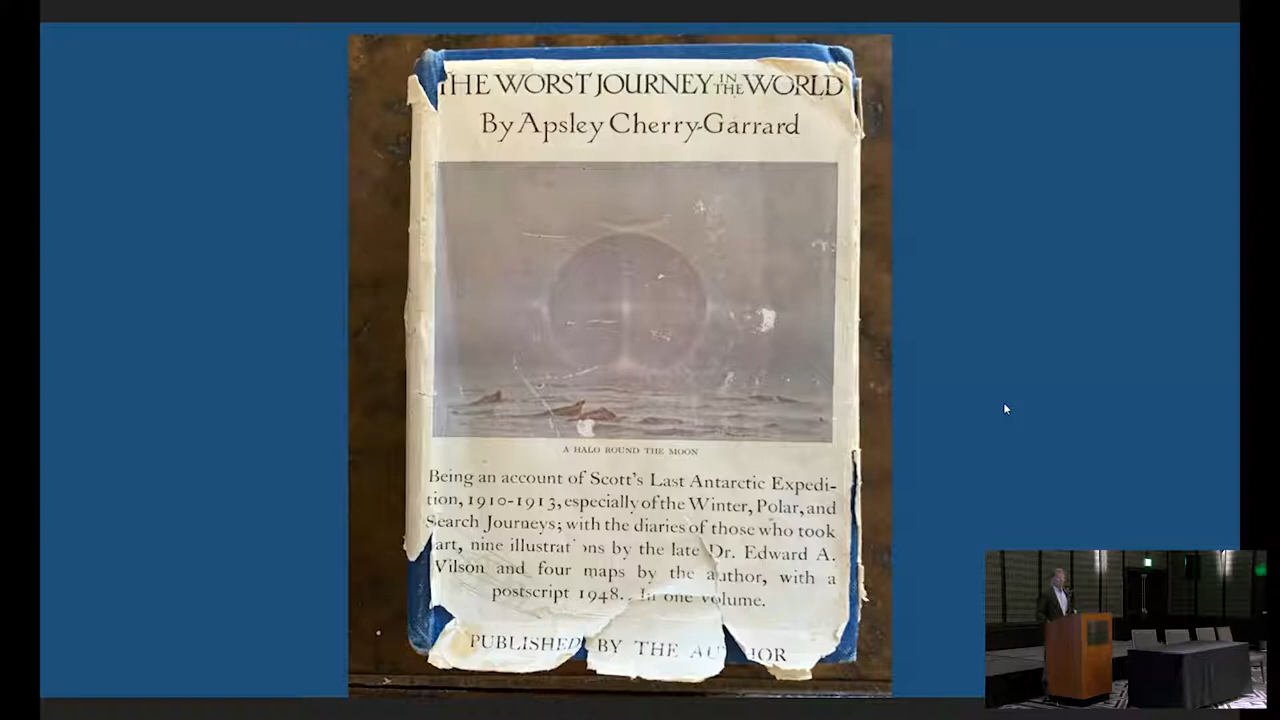 THE WORST JOURNEY IN THE WORLD
By Apsley Cherry-Garrard
A HALO ROUND THE MOON
Being an account of Scott's Last Antarctic Expedi-
tion, 1910-1913, especially of the Winter, Polar, and
Search Journeys; with the diaries of those who took
art, nine illustrat ons by the late Dr. Edward A.
Wilson and four maps by the author, with a
postscript 1948. In one volume.
PUBLISHED BY THE AUTHOR